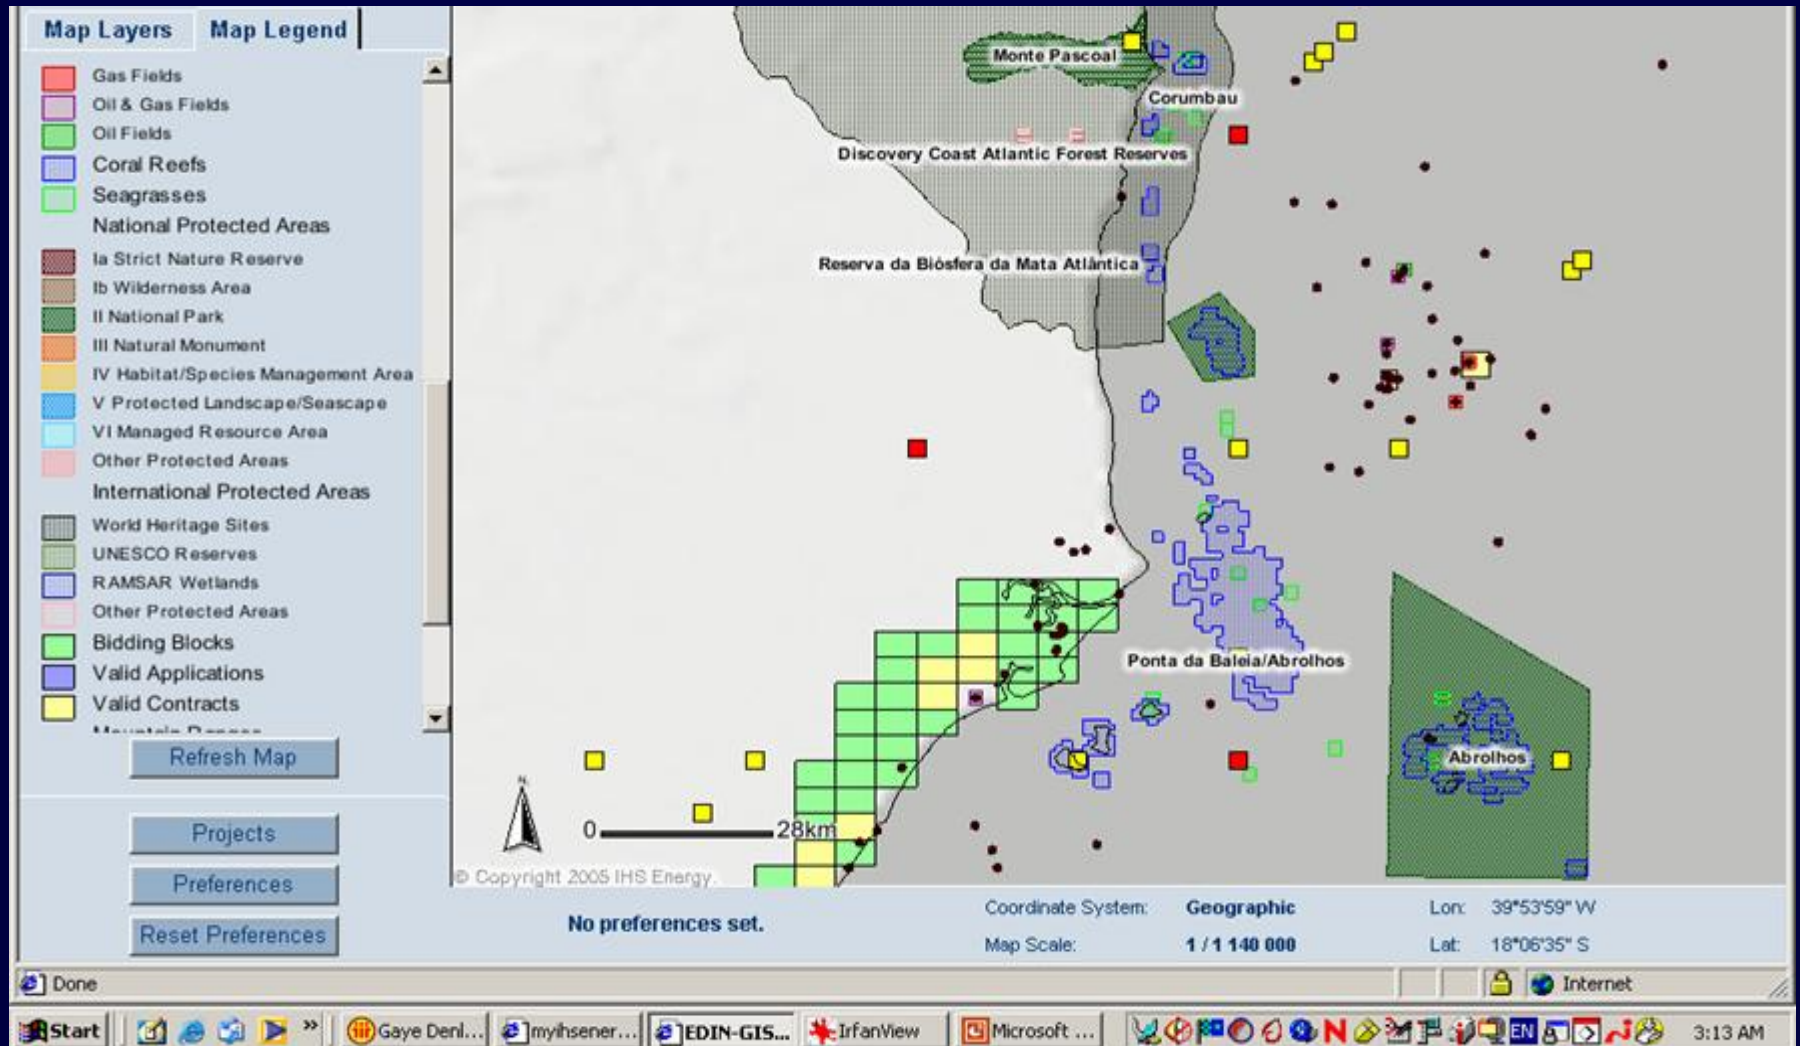 Map Layers
Map Legend
Gas Fields
Oil & Gas Fields
Oil Fields
Coral Reefs
Seagrasses
National Protected Areas
Ia Strict Nature Reserve
Ib Wilderness Area
II National Park
III Natural Monument
IV Habitat/Species Management Area
V Protected Landscape/Seascape
VI Managed Resource Area
Other Protected Areas
International Protected Areas
World Heritage Sites
UNESCO Reserves
RAMSAR Wetlands
Other Protected Areas
Bidding Blocks
Valid Applications
Valid Contracts
Refresh Map
Projects
Preferences
Reset Preferences
Monte Pascoal
Corumbau
Discovery Coast Atlantic Forest Reserves
Reserva da Biósfera da Mata Atlântica
Ponta da Baleia/Abrolhos
Abrolhos
N
0 28km
© Copyright 2005 IHS Energy.
No preferences set.
Coordinate System: Geographic
Map Scale: 1 / 1 140 000
Lon: 39°53'59" W
Lat: 18°06'35" S
Done
Internet
Start
»
Gaye Denl...
myihsener...
EDIN-GIS...
IrfanView
Microsoft ...
EN
3:13 AM